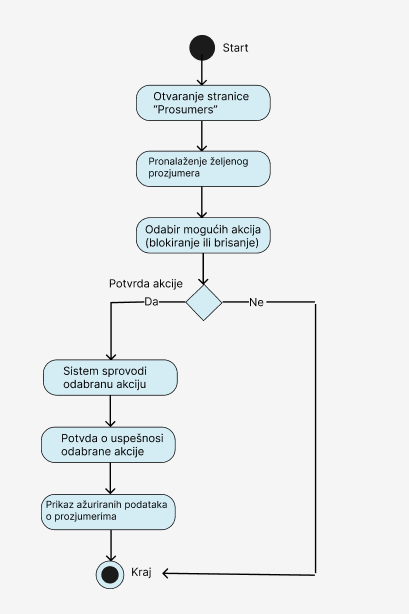 Start
Otvaranje stranice
“Prosumers”
Pronalaženje željenog
prozjumera
Odabir mogućih akcija
(blokiranje ili brisanje)
Potvrda akcije
Da
Ne
Sistem sprovodi
odabranu akciju
Potvda o uspešnosi
odabrane akcije
Prikaz ažuriranih podataka
o prozjumerima
Kraj